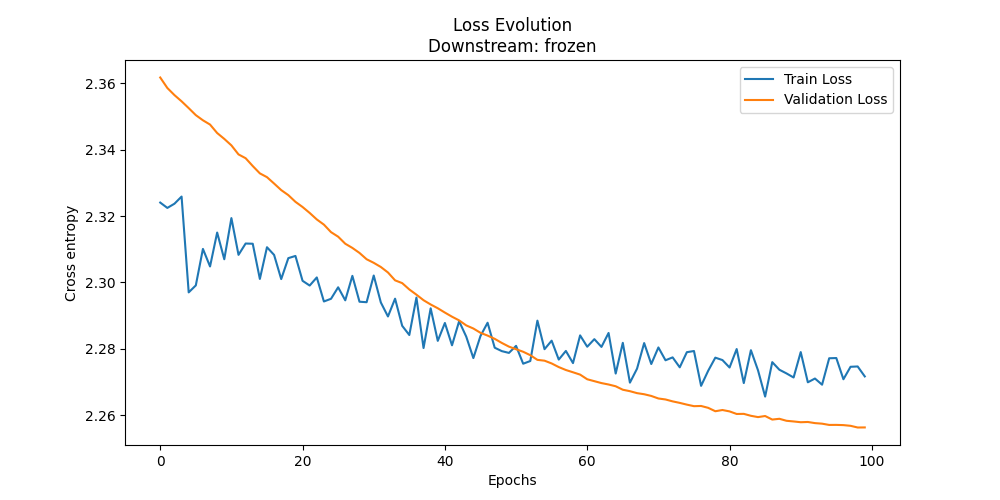 Loss Evolution
Downstream: frozen
Train Loss
Validation Loss
Cross entropy
2.36
2.34
2.32
2.30
2.28
2.26
0 20 40 60 80 100
Epochs